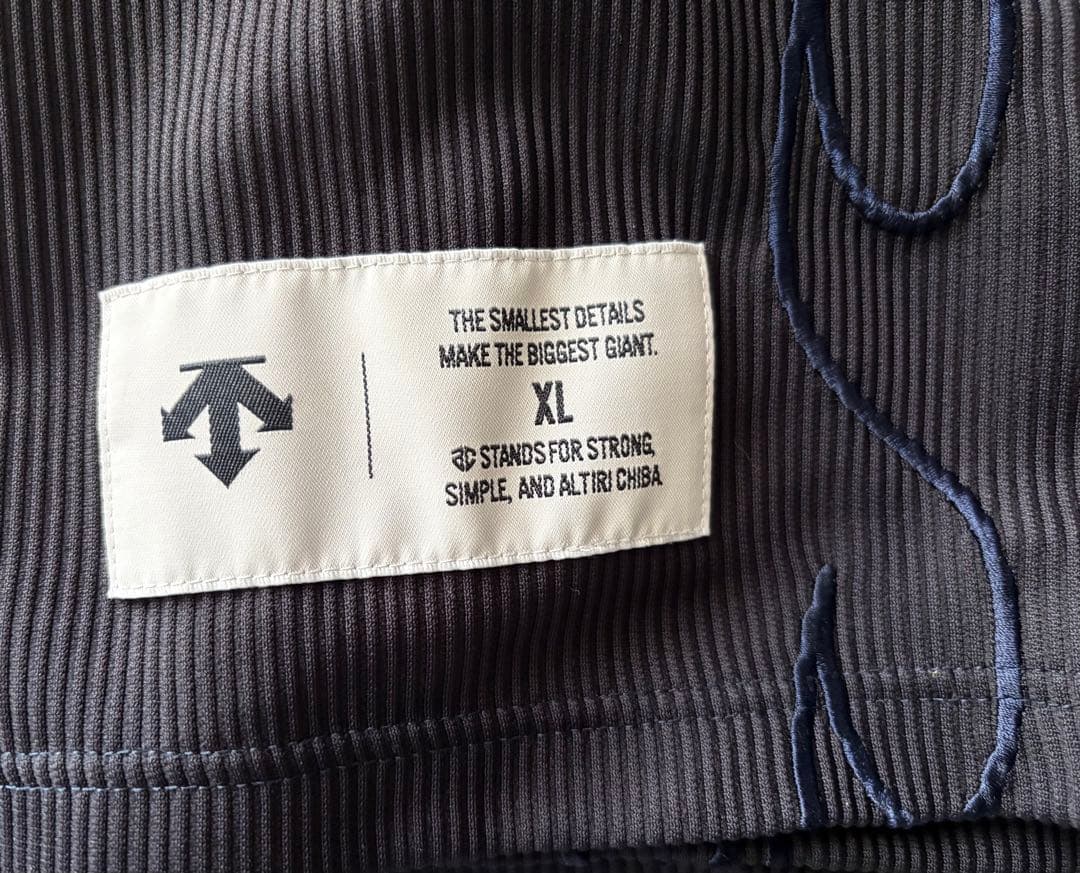 THE SMALLEST DETAILS
MAKE THE BIGGEST GIANT.
XL
STANDS FOR STRONG,
SIMPLE, AND ALTIRI CHIBA